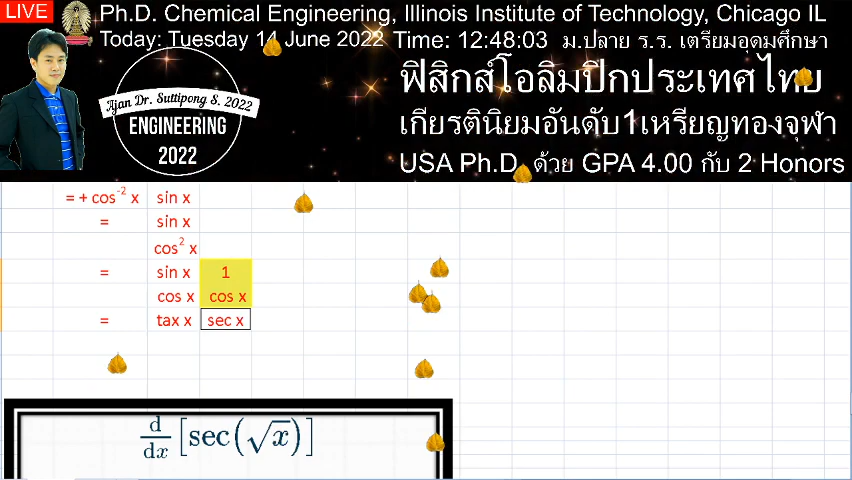 LIVE
Ph.D. Chemical Engineering, Illinois Institute of Technology, Chicago IL
Today: Tuesday 14 June 2022 Time: 12:48:03 ม.ปลาย ร.ร. เตรียมอุดมศึกษา
ฟิสิกส์โอลิมปิกประเทศไทย
Ajan Dr. Suttipong S. 2022
ENGINEERING
2022
เกียรตินิยมอันดับ1เหรียญทองจุฬา
USA Ph.D. ด้วย GPA 4.00 กับ 2 Honors
= + cos⁻² x sin x
= sin x
cos² x
= sin x 1
cos x cos x
= tax x sec x
d/dx [sec(√x)]